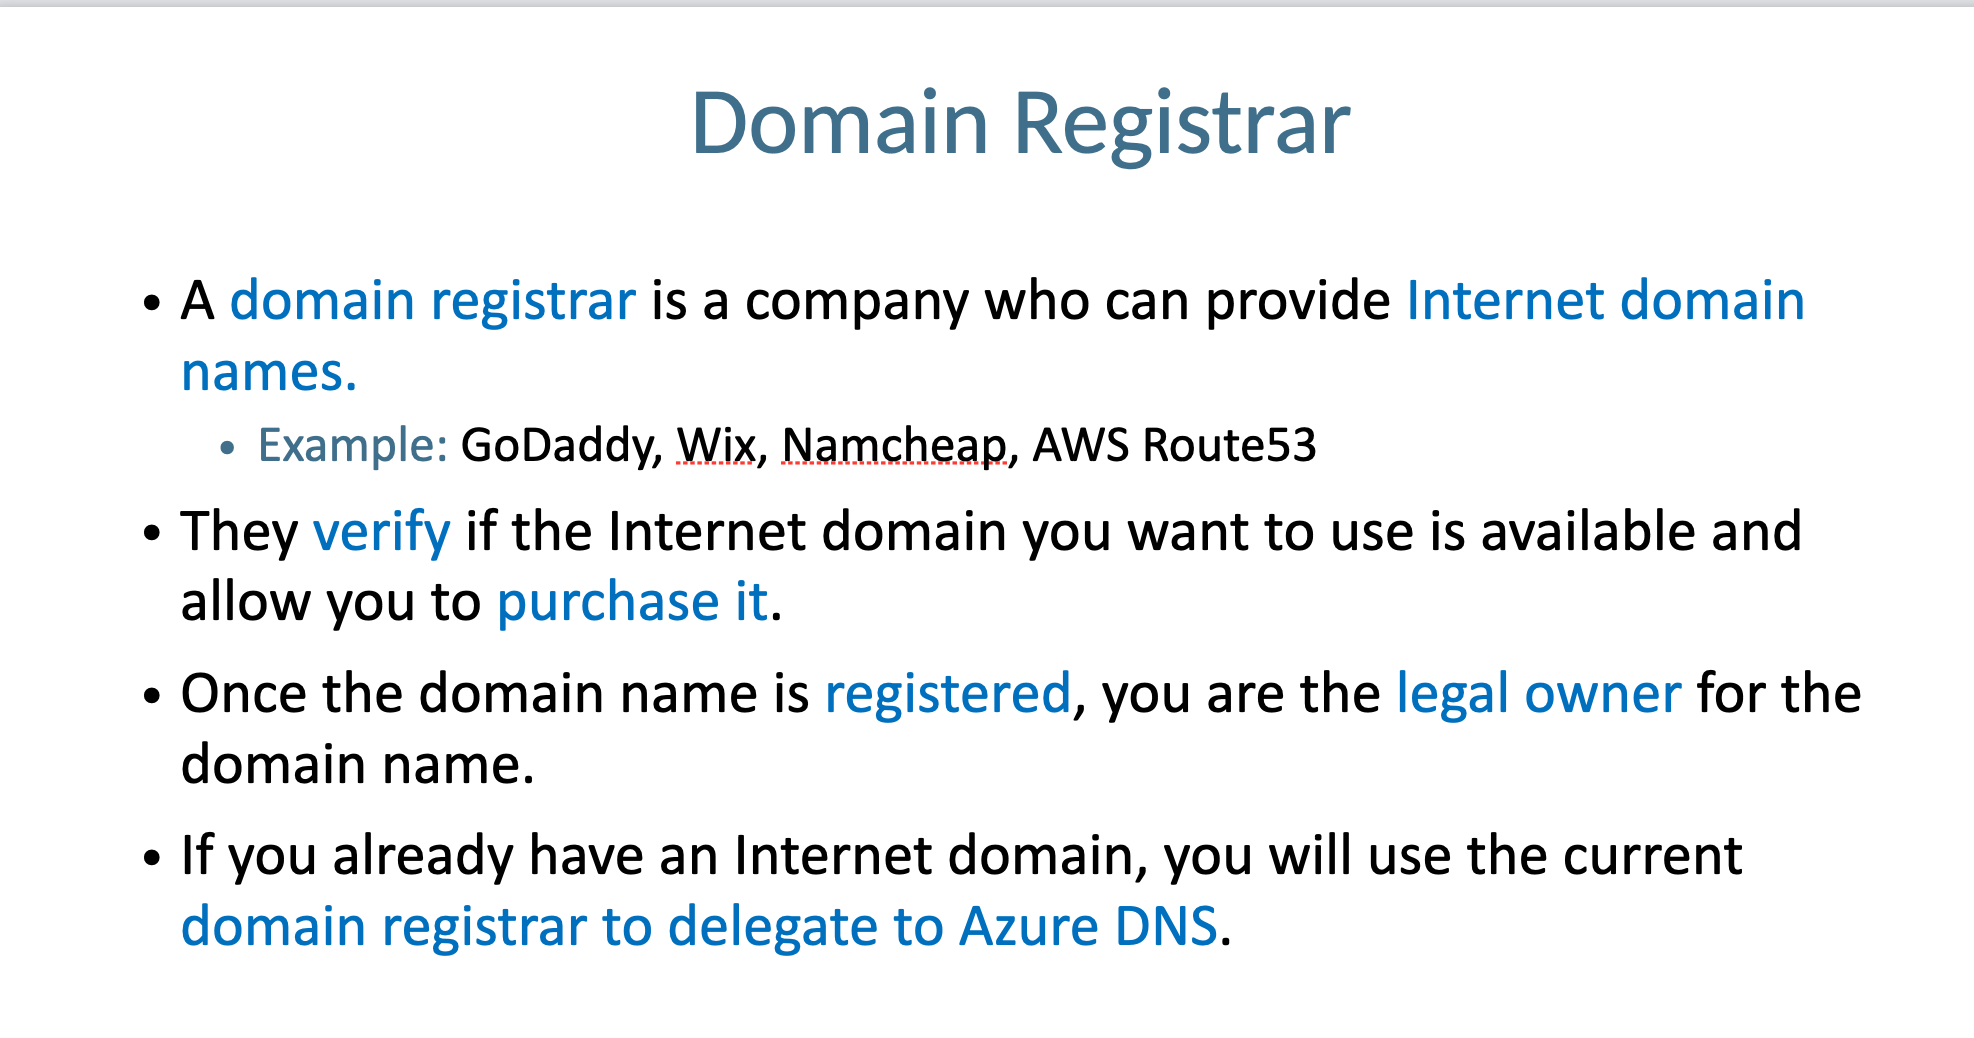 Domain Registrar
• A domain registrar is a company who can provide Internet domain
names.
• Example: GoDaddy, Wix, Namcheap, AWS Route53
• They verify if the Internet domain you want to use is available and
allow you to purchase it.
• Once the domain name is registered, you are the legal owner for the
domain name.
• If you already have an Internet domain, you will use the current
domain registrar to delegate to Azure DNS.